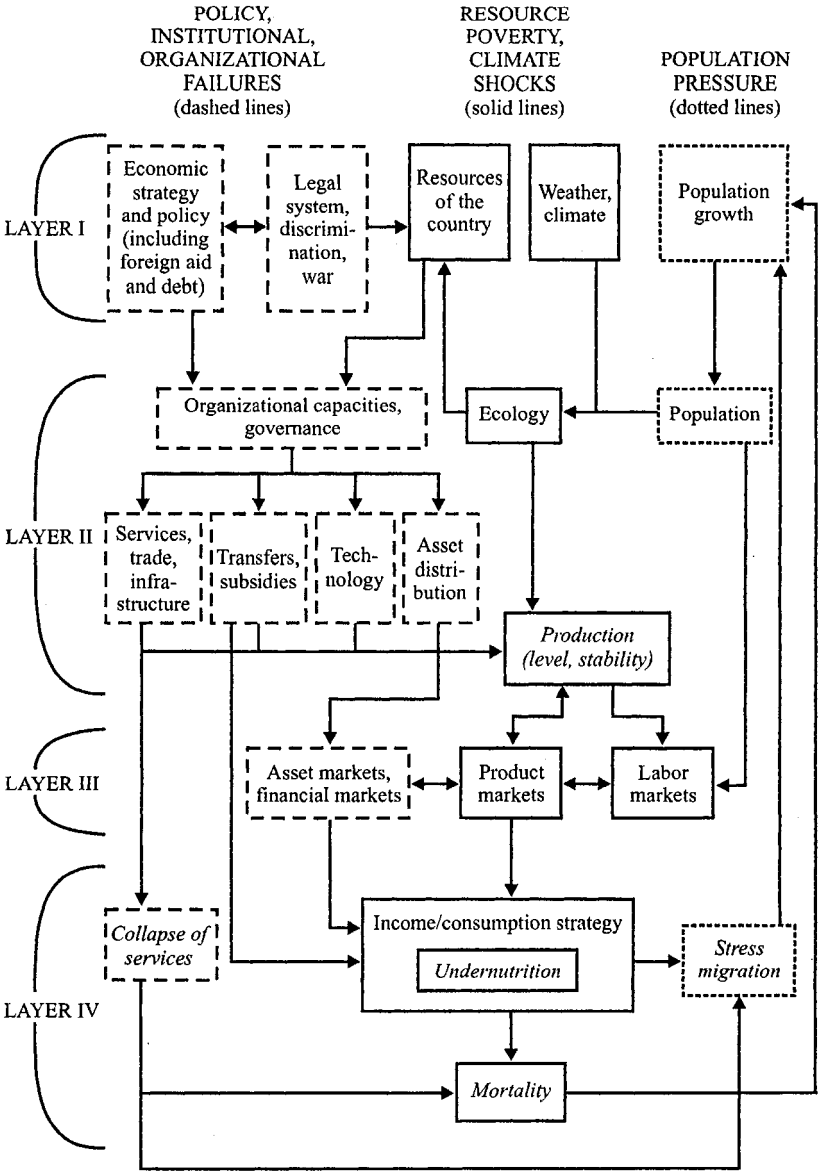 POLICY,
INSTITUTIONAL,
ORGANIZATIONAL
FAILURES
(dashed lines)
RESOURCE
POVERTY,
CLIMATE
SHOCKS
(solid lines)
POPULATION
PRESSURE
(dotted lines)
LAYER I
Economic
strategy
and policy
(including
foreign aid
and debt)
Legal
system,
discrimi-
nation,
war
Resources
of the
country
Weather,
climate
Population
growth
LAYER II
Organizational capacities,
governance
Ecology
Population
Services,
trade,
infra-
structure
Transfers,
subsidies
Tech-
nology
Asset
distri-
bution
Production
(level, stability)
LAYER III
Asset markets,
financial markets
Product
markets
Labor
markets
LAYER IV
Collapse of
services
Income/consumption strategy
Undernutrition
Stress
migration
Mortality